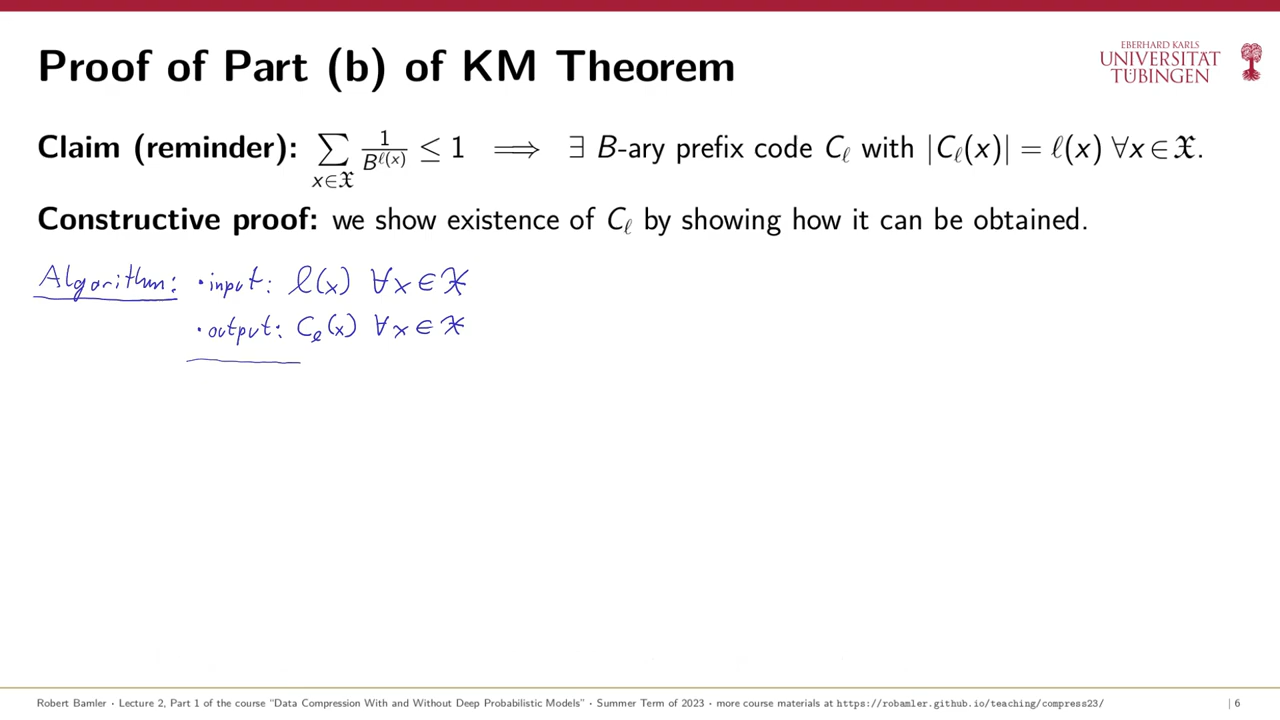 Proof of Part (b) of KM Theorem
EBERHARD KARLS
UNIVERSITÄT
TÜBINGEN
Claim (reminder): ∑_{x∈𝔛} 1/B^{ℓ(x)} ≤ 1 ⟹ ∃ B-ary prefix code C_ℓ with |C_ℓ(x)| = ℓ(x) ∀x∈𝔛.
Constructive proof: we show existence of C_ℓ by showing how it can be obtained.
Algorithm: • input: ℓ(x) ∀x∈𝔛
• output: C_ℓ(x) ∀x∈𝔛
Robert Bamler · Lecture 2, Part 1 of the course “Data Compression With and Without Deep Probabilistic Models” · Summer Term of 2023 · more course materials at https://robamler.github.io/teaching/compress23/ | 6